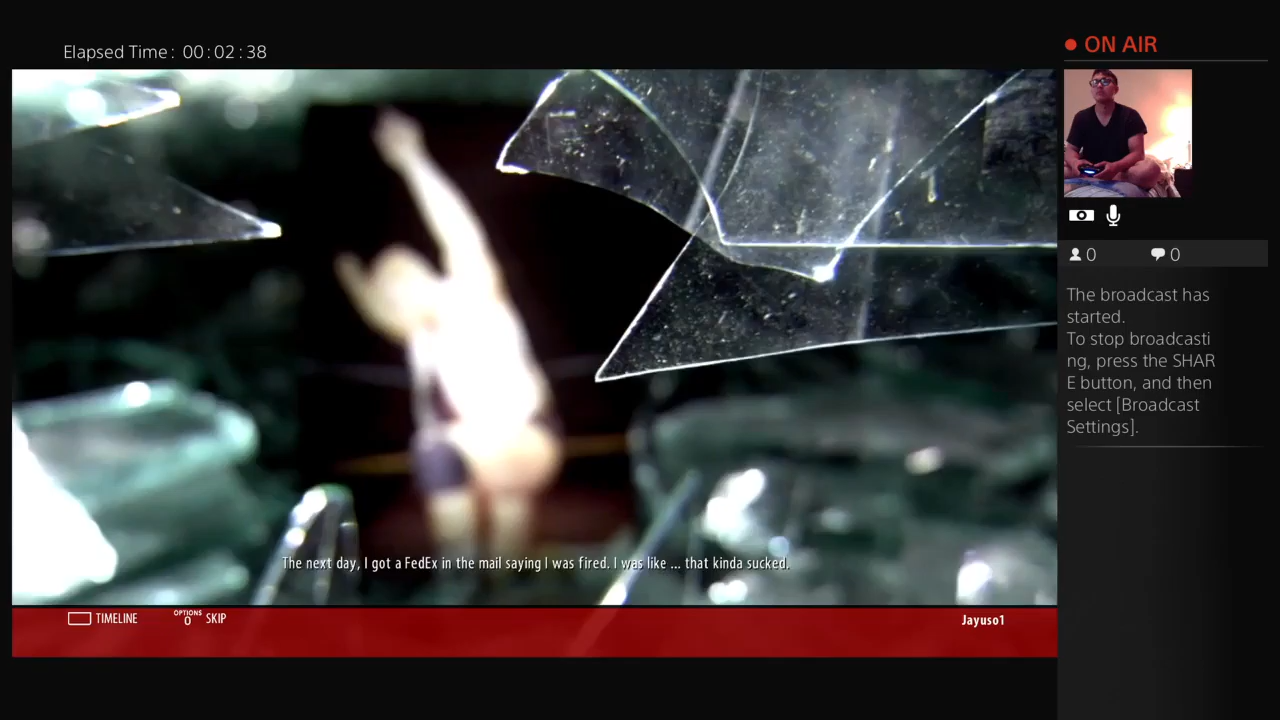 Elapsed Time: 00:02:38
ON AIR
0
0
The broadcast has
started.
To stop broadcasti
ng, press the SHAR
E button, and then
select [Broadcast
Settings].
The next day, I got a FedEx in the mail saying I was fired. I was like ... that kinda sucked.
TIMELINE
OPTIONS
SKIP
Jayuso1